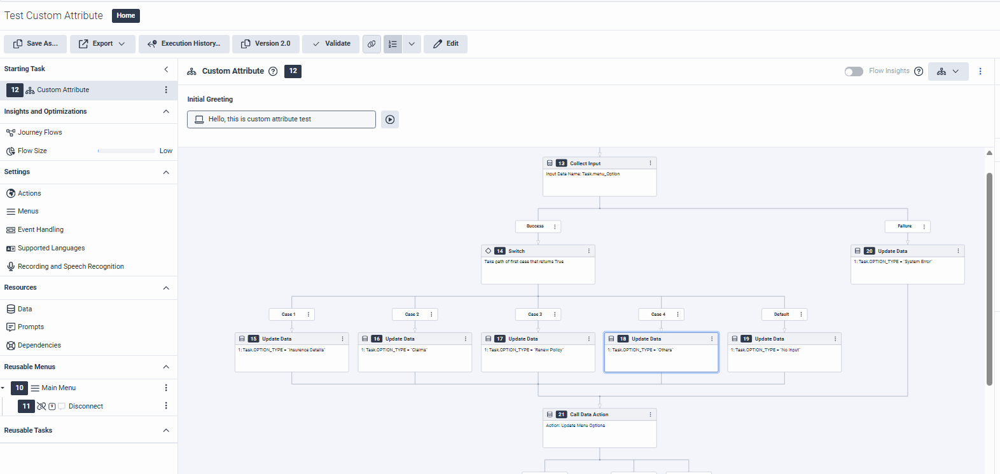 Test Custom Attribute Home
Save As... Export Execution History... Version 2.0 Validate Edit
Starting Task
12 Custom Attribute
Insights and Optimizations
Journey Flows
Flow Size Low
Settings
Actions
Menus
Event Handling
Supported Languages
Recording and Speech Recognition
Resources
Data
Prompts
Dependencies
Reusable Menus
10 Main Menu
11 Disconnect
Reusable Tasks
Custom Attribute ? 12 Flow Insights ?
Initial Greeting
Hello, this is custom attribute test
13 Collect Input
Input Data Name: Task.menu_Option
Success
Failure
14 Switch
Take path of first case that returns True
20 Update Data
1: Task.OPTION_TYPE = "System Error"
Case 1
Case 2
Case 3
Case 4
Default
15 Update Data
1: Task.OPTION_TYPE = "Insurence Details"
16 Update Data
1: Task.OPTION_TYPE = "Claims"
17 Update Data
1: Task.OPTION_TYPE = "Renew Policy"
18 Update Data
1: Task.OPTION_TYPE = "Others"
19 Update Data
1: Task.OPTION_TYPE = "No Input"
21 Call Data Action
Action: Update Menu Options